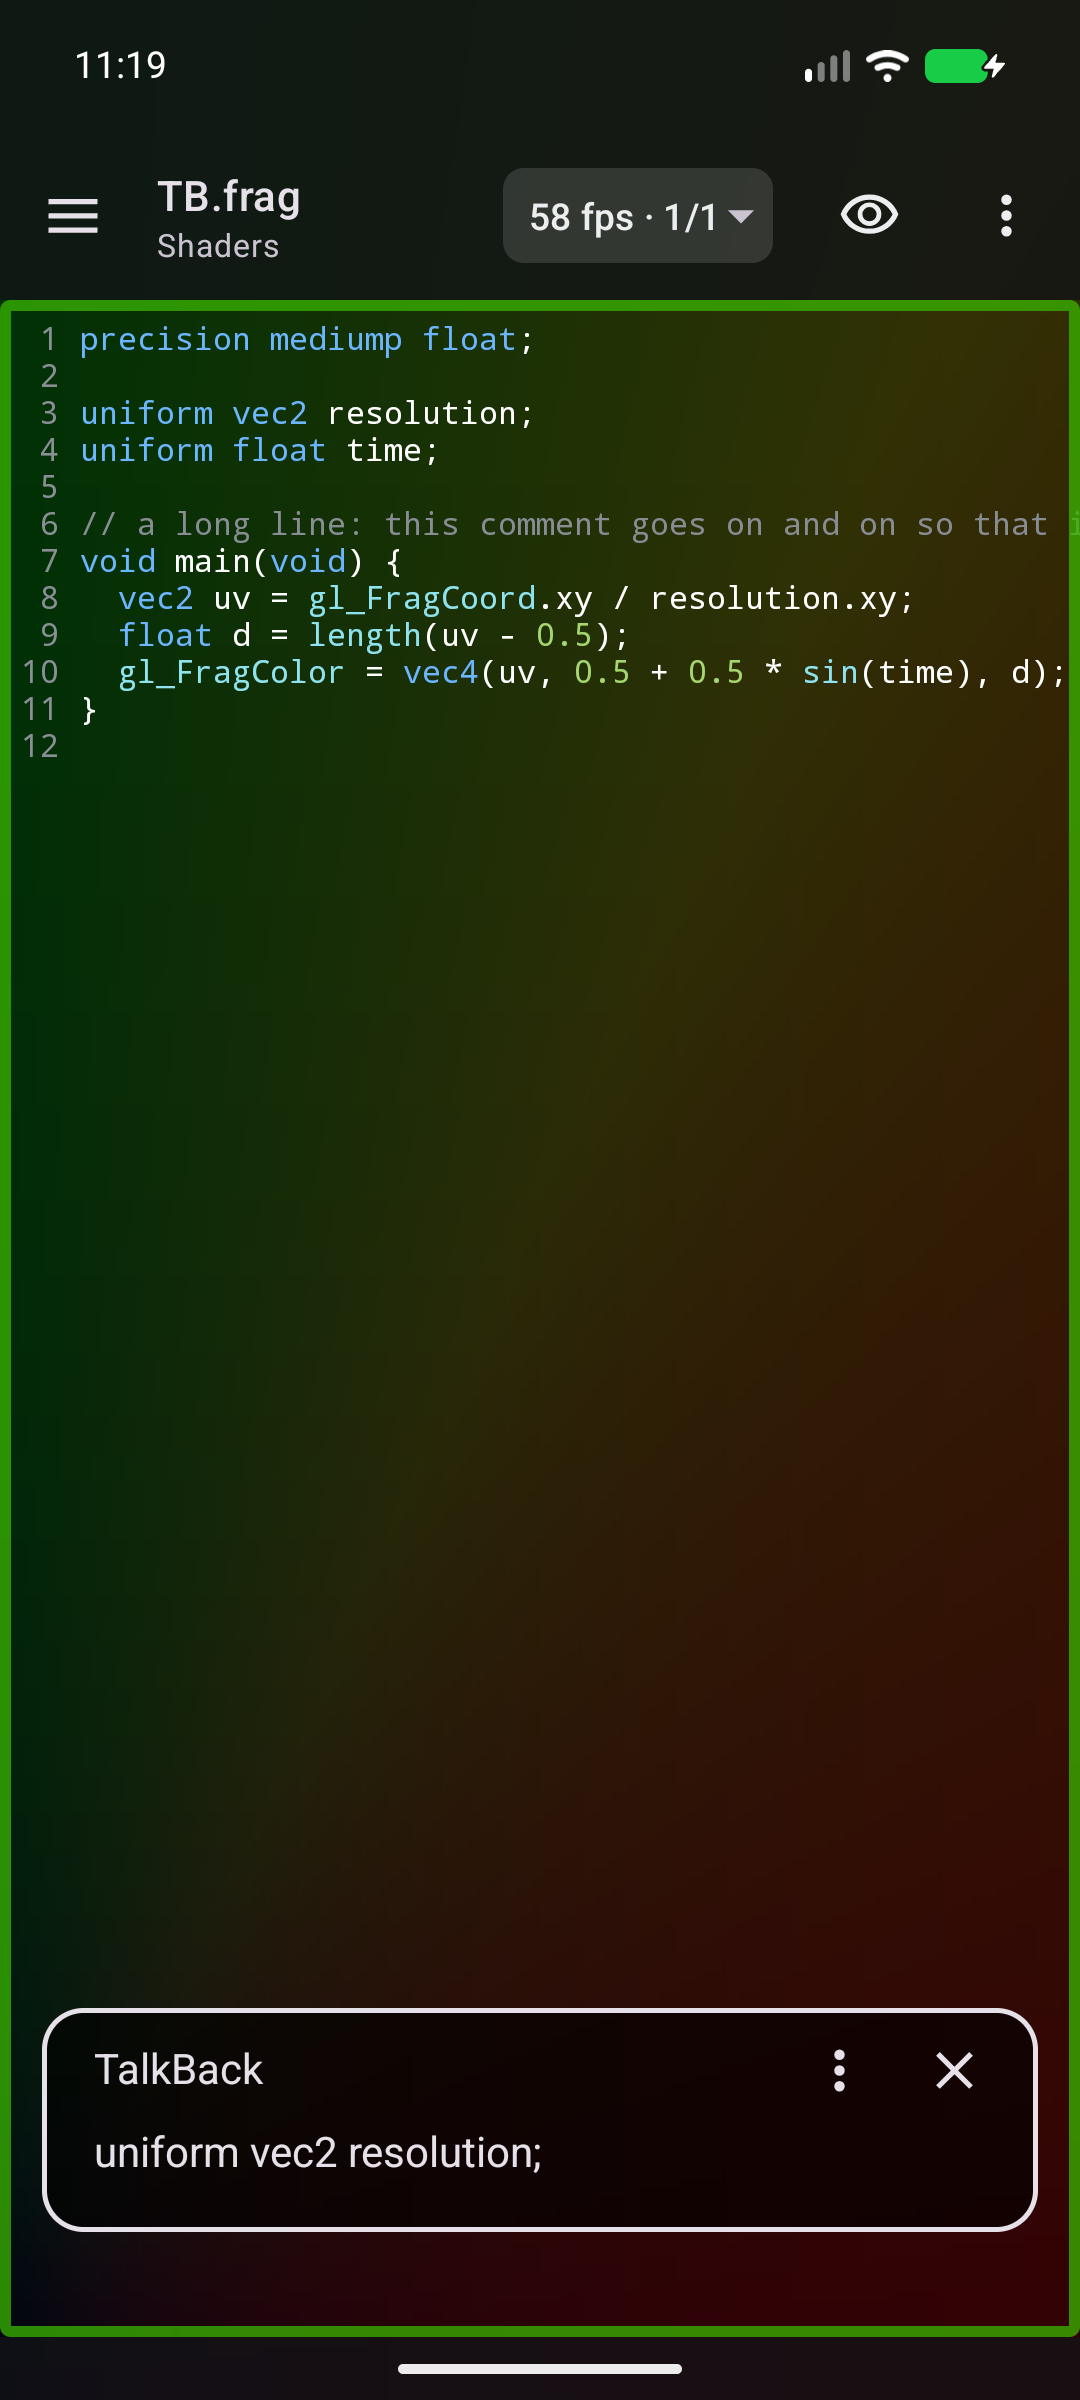 11:19
TB.frag
Shaders
58 fps · 1/1
1 precision mediump float;
2
3 uniform vec2 resolution;
4 uniform float time;
5
6 // a long line: this comment goes on and on so that i
7 void main(void) {
8   vec2 uv = gl_FragCoord.xy / resolution.xy;
9   float d = length(uv - 0.5);
10   gl_FragColor = vec4(uv, 0.5 + 0.5 * sin(time), d);
11 }
12
TalkBack
uniform vec2 resolution;